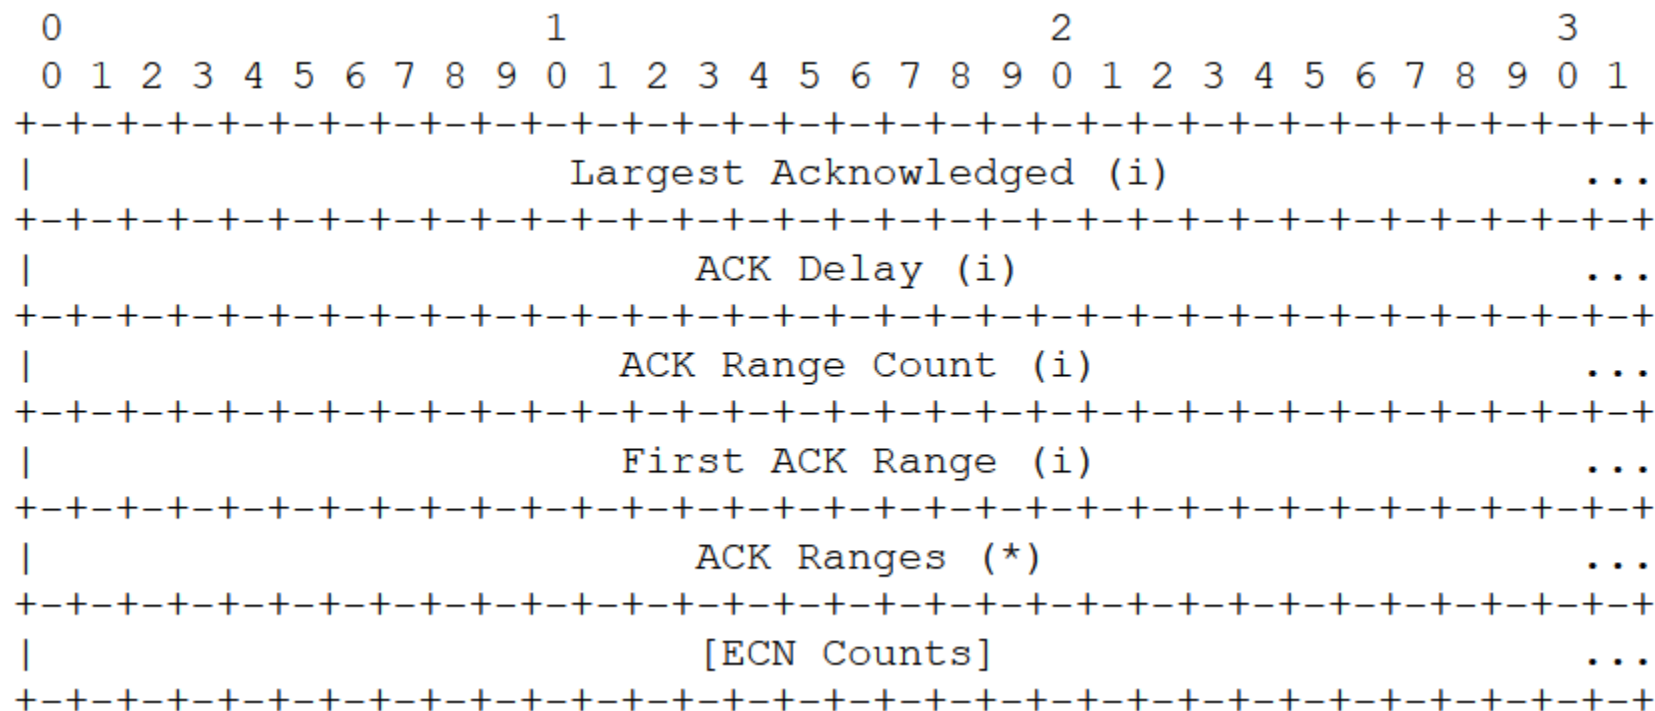 0                   1                   2                   3
0 1 2 3 4 5 6 7 8 9 0 1 2 3 4 5 6 7 8 9 0 1 2 3 4 5 6 7 8 9 0 1
+-+-+-+-+-+-+-+-+-+-+-+-+-+-+-+-+-+-+-+-+-+-+-+-+-+-+-+-+-+-+-+-+
|                     Largest Acknowledged (i)                ...
+-+-+-+-+-+-+-+-+-+-+-+-+-+-+-+-+-+-+-+-+-+-+-+-+-+-+-+-+-+-+-+-+
|                          ACK Delay (i)                      ...
+-+-+-+-+-+-+-+-+-+-+-+-+-+-+-+-+-+-+-+-+-+-+-+-+-+-+-+-+-+-+-+-+
|                       ACK Range Count (i)                   ...
+-+-+-+-+-+-+-+-+-+-+-+-+-+-+-+-+-+-+-+-+-+-+-+-+-+-+-+-+-+-+-+-+
|                       First ACK Range (i)                   ...
+-+-+-+-+-+-+-+-+-+-+-+-+-+-+-+-+-+-+-+-+-+-+-+-+-+-+-+-+-+-+-+-+
|                          ACK Ranges (*)                     ...
+-+-+-+-+-+-+-+-+-+-+-+-+-+-+-+-+-+-+-+-+-+-+-+-+-+-+-+-+-+-+-+-+
|                          [ECN Counts]                       ...
+-+-+-+-+-+-+-+-+-+-+-+-+-+-+-+-+-+-+-+-+-+-+-+-+-+-+-+-+-+-+-+-+